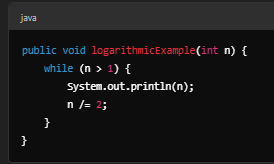 java
public void logarithmicExample(int n) {
    while (n > 1) {
        System.out.println(n);
        n /= 2;
    }
}